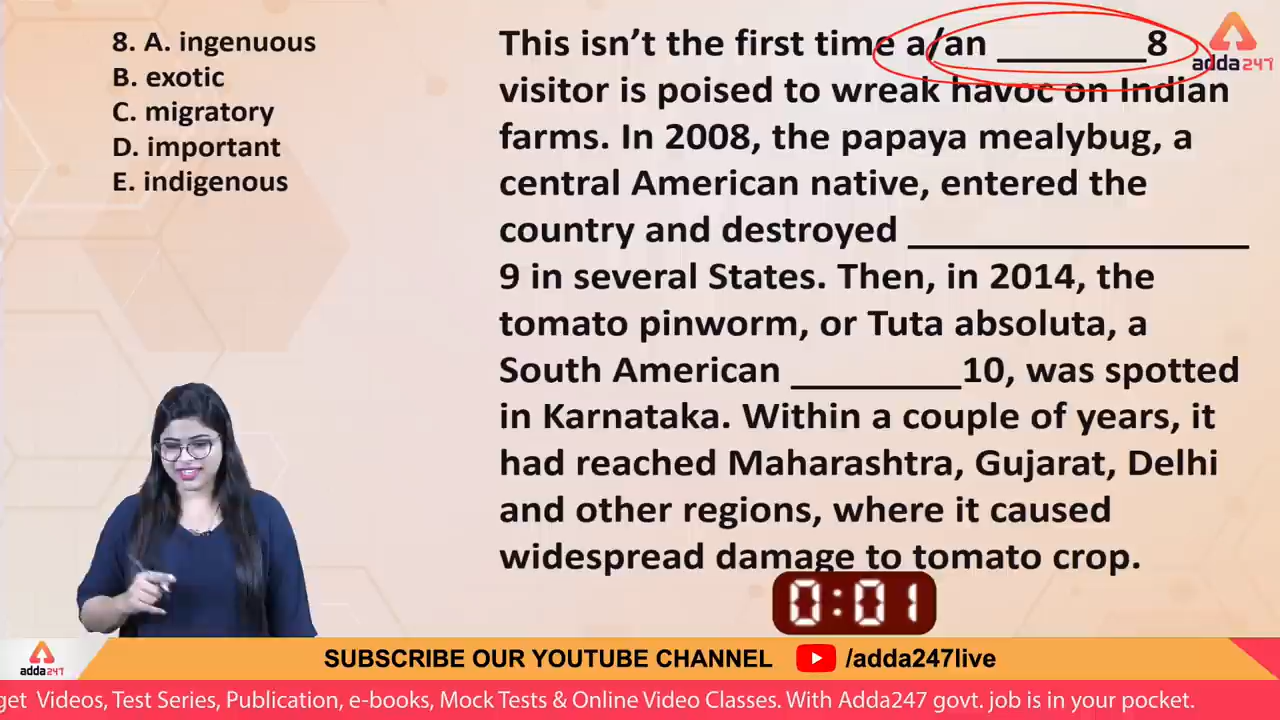 8. A. ingenuous
B. exotic
C. migratory
D. important
E. indigenous
This isn't the first time a/an _______8
visitor is poised to wreak havoc on Indian
farms. In 2008, the papaya mealybug, a
central American native, entered the
country and destroyed ________________
9 in several States. Then, in 2014, the
tomato pinworm, or Tuta absoluta, a
South American ________10, was spotted
in Karnataka. Within a couple of years, it
had reached Maharashtra, Gujarat, Delhi
and other regions, where it caused
widespread damage to tomato crop.
adda247
0:01
adda247
SUBSCRIBE OUR YOUTUBE CHANNEL /adda247live
get Videos, Test Series, Publication, e-books, Mock Tests & Online Video Classes. With Adda247 govt. job is in your pocket.